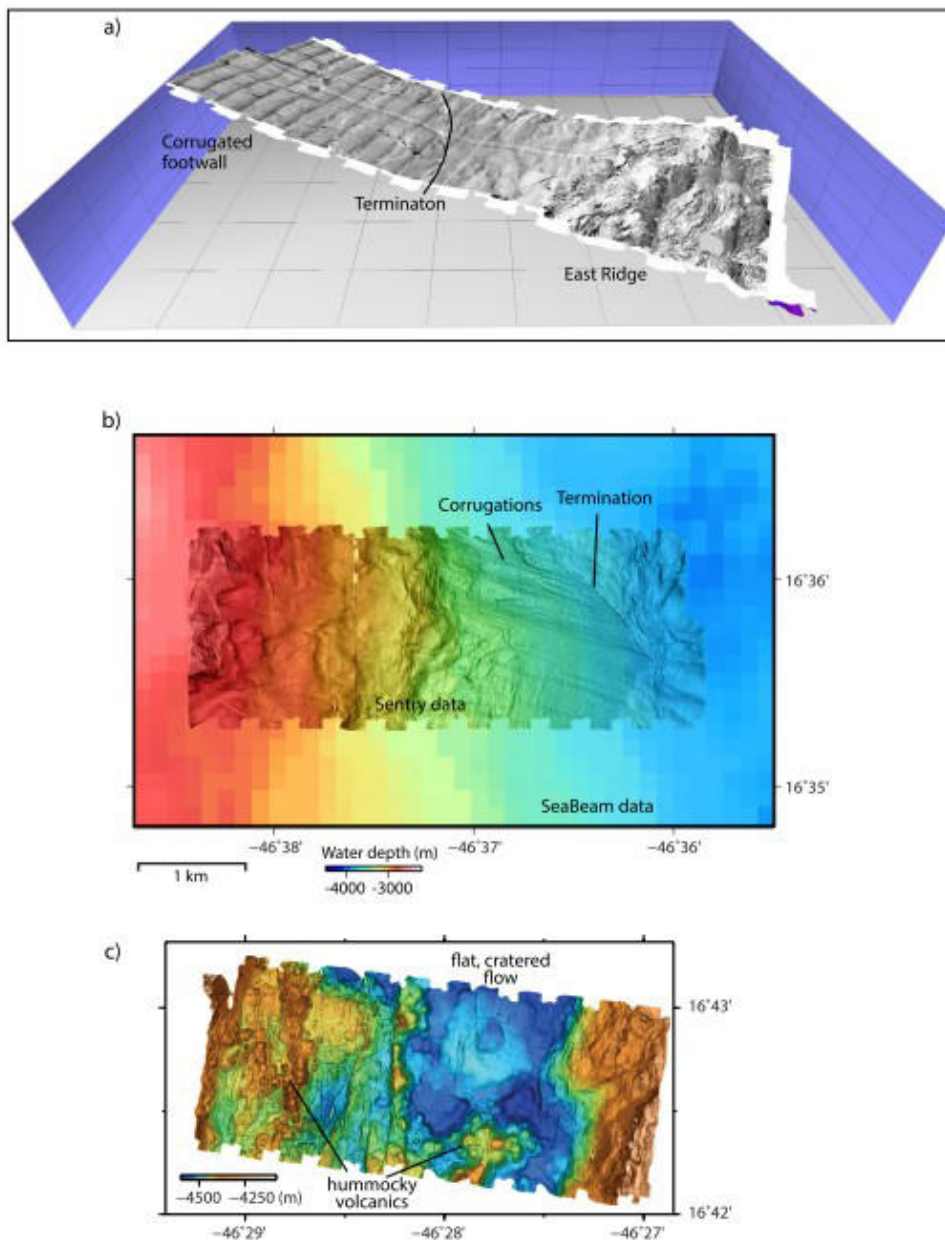 a)
Corrugated
footwall
Terminaton
East Ridge
b)
Corrugations
Termination
16°36'
Sentry data
16°35'
SeaBeam data
−46°38'
−46°37'
−46°36'
Water depth (m)
1 km
-4000
-3000
c)
flat, cratered
flow
16°43'
−4500
−4250 (m)
hummocky
volcanics
16°42'
−46°29'
−46°28'
−46°27'